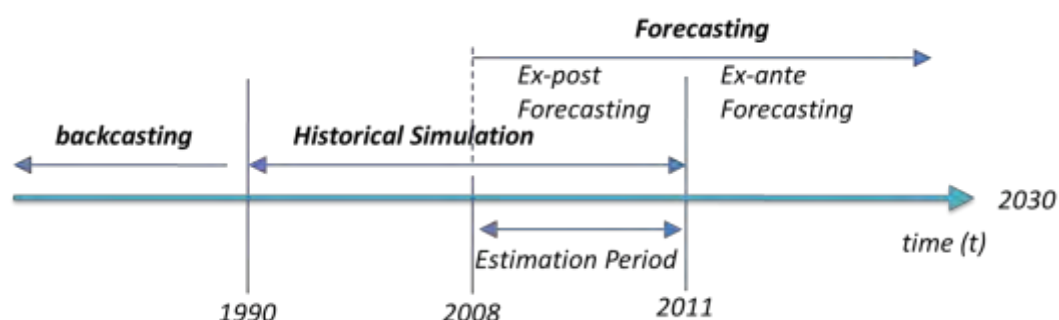 Forecasting
Ex-post
Forecasting
Ex-ante
Forecasting
backcasting
Historical Simulation
2030
time (t)
Estimation Period
1990
2008
2011